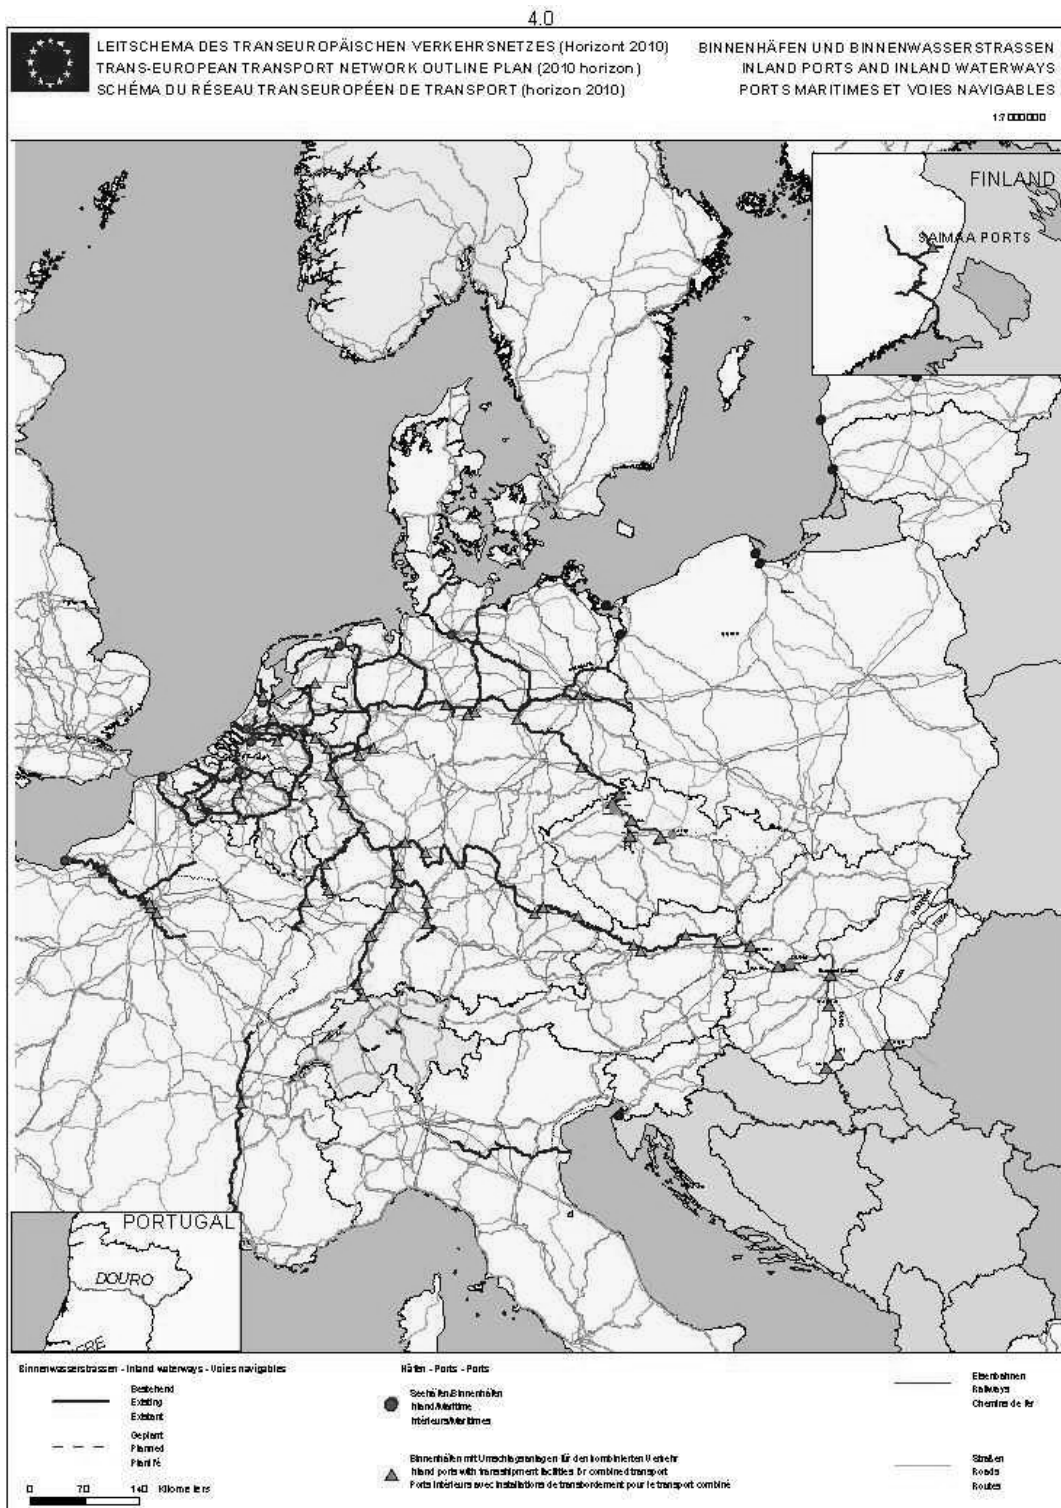 4.0
LEITSCHEMA DES TRANSEUROPÄISCHEN VERKEHRSNETZES (Horizont 2010)
TRANS-EUROPEAN TRANSPORT NETWORK OUTLINE PLAN (2010 horizon)
SCHÉMA DU RÉSEAU TRANSEUROPÉEN DE TRANSPORT (horizon 2010)
BINNENHÄFEN UND BINNENWASSERSTRASSEN
INLAND PORTS AND INLAND WATERWAYS
PORTS MARITIMES ET VOIES NAVIGABLES
1:7 000000
FINLAND
SAIMAA PORTS
PORTUGAL
DOURO
Binnenwasserstrassen - Inland waterways - Voies navigables
Bestehend
Existing
Existant
Geplant
Planned
Planifé
0 70 140 Kilometers
Häfen - Ports - Ports
Seehäfen/Binnenhäfen
Inland/Maritime
Intérieurs/Maritimes
Binnenhäfen mit Umschlaganlagen für den kombinierten Verkehr
Inland ports with transshipment facilities for combined transport
Ports Intérieurs avec Installations de transbordement pour le transport combiné
Eisenbahnen
Railways
Chemins de fer
Straßen
Roads
Routes